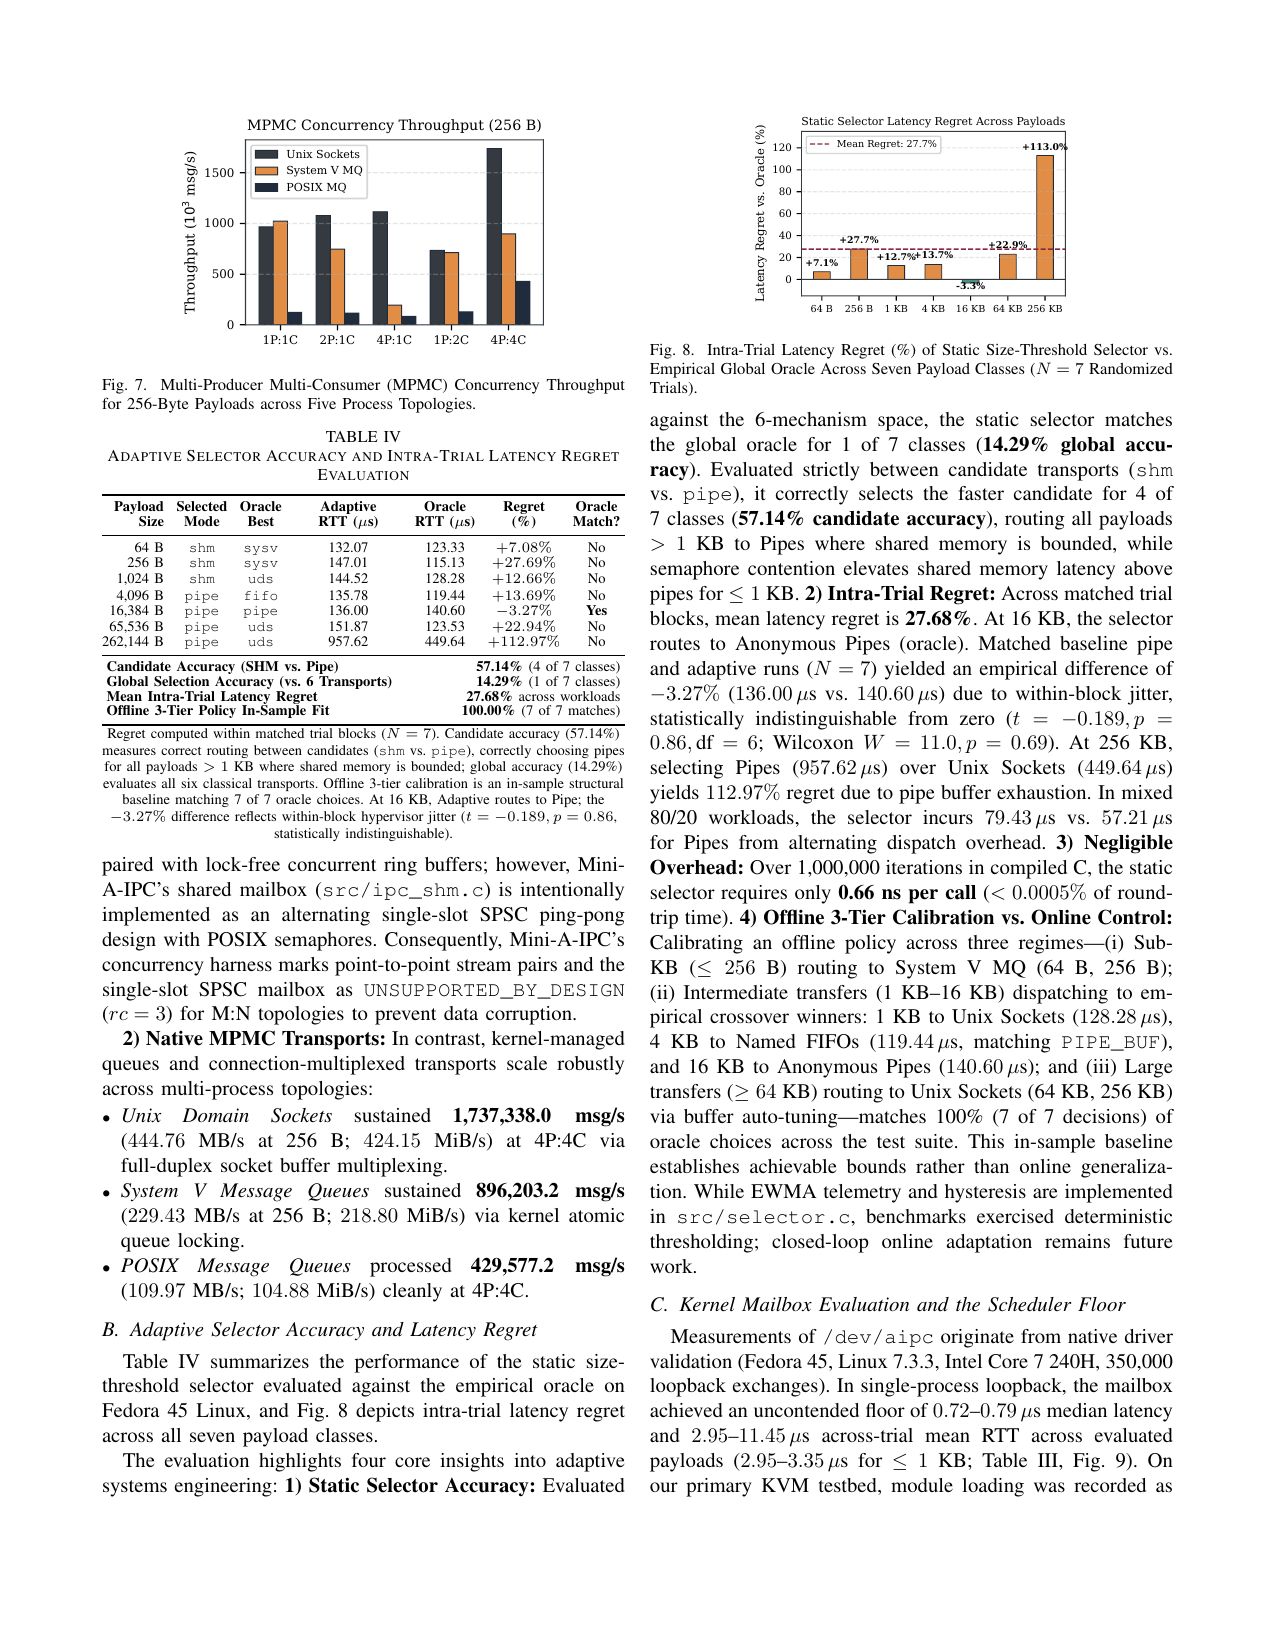 MPMC Concurrency Throughput (256 B)
Throughput (10³ msg/s)
1500
1000
500
0
Unix Sockets
System V MQ
POSIX MQ
1P:1C 2P:1C 4P:1C 1P:2C 4P:4C
Fig. 7. Multi-Producer Multi-Consumer (MPMC) Concurrency Throughput
for 256-Byte Payloads across Five Process Topologies.
TABLE IV
ADAPTIVE SELECTOR ACCURACY AND INTRA-TRIAL LATENCY REGRET
EVALUATION
Payload Selected Oracle Adaptive Oracle Regret Oracle
Size Mode Best RTT (μs) RTT (μs) (%) Match?
64 B shm sysv 132.07 123.33 +7.08% No
256 B shm sysv 147.01 115.13 +27.69% No
1,024 B shm uds 144.52 128.28 +12.66% No
4,096 B pipe fifo 135.78 119.44 +13.69% No
16,384 B pipe pipe 136.00 140.60 −3.27% Yes
65,536 B pipe uds 151.87 123.53 +22.94% No
262,144 B pipe uds 957.62 449.64 +112.97% No
Candidate Accuracy (SHM vs. Pipe) 57.14% (4 of 7 classes)
Global Selection Accuracy (vs. 6 Transports) 14.29% (1 of 7 classes)
Mean Intra-Trial Latency Regret 27.68% across workloads
Offline 3-Tier Policy In-Sample Fit 100.00% (7 of 7 matches)
Regret computed within matched trial blocks (N = 7). Candidate accuracy (57.14%)
measures correct routing between candidates (shm vs. pipe), correctly choosing pipes
for all payloads > 1 KB where shared memory is bounded; global accuracy (14.29%)
evaluates all six classical transports. Offline 3-tier calibration is an in-sample structural
baseline matching 7 of 7 oracle choices. At 16 KB, Adaptive routes to Pipe; the
−3.27% difference reflects within-block hypervisor jitter (t = −0.189, p = 0.86,
statistically indistinguishable).
paired with lock-free concurrent ring buffers; however, Mini-
A-IPC's shared mailbox (src/ipc_shm.c) is intentionally
implemented as an alternating single-slot SPSC ping-pong
design with POSIX semaphores. Consequently, Mini-A-IPC's
concurrency harness marks point-to-point stream pairs and the
single-slot SPSC mailbox as UNSUPPORTED_BY_DESIGN
(rc = 3) for M:N topologies to prevent data corruption.
2) Native MPMC Transports: In contrast, kernel-managed
queues and connection-multiplexed transports scale robustly
across multi-process topologies:
• Unix Domain Sockets sustained 1,737,338.0 msg/s
(444.76 MB/s at 256 B; 424.15 MiB/s) at 4P:4C via
full-duplex socket buffer multiplexing.
• System V Message Queues sustained 896,203.2 msg/s
(229.43 MB/s at 256 B; 218.80 MiB/s) via kernel atomic
queue locking.
• POSIX Message Queues processed 429,577.2 msg/s
(109.97 MB/s; 104.88 MiB/s) cleanly at 4P:4C.
B. Adaptive Selector Accuracy and Latency Regret
Table IV summarizes the performance of the static size-
threshold selector evaluated against the empirical oracle on
Fedora 45 Linux, and Fig. 8 depicts intra-trial latency regret
across all seven payload classes.
The evaluation highlights four core insights into adaptive
systems engineering: 1) Static Selector Accuracy: Evaluated
Static Selector Latency Regret Across Payloads
Latency Regret vs. Oracle (%)
120
100
80
60
40
20
0
Mean Regret: 27.7%
+7.1%
+27.7%
+12.7%
+13.7%
-3.3%
+22.9%
+113.0%
64 B 256 B 1 KB 4 KB 16 KB 64 KB 256 KB
Fig. 8. Intra-Trial Latency Regret (%) of Static Size-Threshold Selector vs.
Empirical Global Oracle Across Seven Payload Classes (N = 7 Randomized
Trials).
against the 6-mechanism space, the static selector matches
the global oracle for 1 of 7 classes (14.29% global accu-
racy). Evaluated strictly between candidate transports (shm
vs. pipe), it correctly selects the faster candidate for 4 of
7 classes (57.14% candidate accuracy), routing all payloads
> 1 KB to Pipes where shared memory is bounded, while
semaphore contention elevates shared memory latency above
pipes for ≤ 1 KB. 2) Intra-Trial Regret: Across matched trial
blocks, mean latency regret is 27.68%. At 16 KB, the selector
routes to Anonymous Pipes (oracle). Matched baseline pipe
and adaptive runs (N = 7) yielded an empirical difference of
−3.27% (136.00 μs vs. 140.60 μs) due to within-block jitter,
statistically indistinguishable from zero (t = −0.189, p =
0.86, df = 6; Wilcoxon W = 11.0, p = 0.69). At 256 KB,
selecting Pipes (957.62 μs) over Unix Sockets (449.64 μs)
yields 112.97% regret due to pipe buffer exhaustion. In mixed
80/20 workloads, the selector incurs 79.43 μs vs. 57.21 μs
for Pipes from alternating dispatch overhead. 3) Negligible
Overhead: Over 1,000,000 iterations in compiled C, the static
selector requires only 0.66 ns per call (< 0.0005% of round-
trip time). 4) Offline 3-Tier Calibration vs. Online Control:
Calibrating an offline policy across three regimes—(i) Sub-
KB (≤ 256 B) routing to System V MQ (64 B, 256 B);
(ii) Intermediate transfers (1 KB–16 KB) dispatching to em-
pirical crossover winners: 1 KB to Unix Sockets (128.28 μs),
4 KB to Named FIFOs (119.44 μs, matching PIPE_BUF),
and 16 KB to Anonymous Pipes (140.60 μs); and (iii) Large
transfers (≥ 64 KB) routing to Unix Sockets (64 KB, 256 KB)
via buffer auto-tuning—matches 100% (7 of 7 decisions) of
oracle choices across the test suite. This in-sample baseline
establishes achievable bounds rather than online generaliza-
tion. While EWMA telemetry and hysteresis are implemented
in src/selector.c, benchmarks exercised deterministic
thresholding; closed-loop online adaptation remains future
work.
C. Kernel Mailbox Evaluation and the Scheduler Floor
Measurements of /dev/aipc originate from native driver
validation (Fedora 45, Linux 7.3.3, Intel Core 7 240H, 350,000
loopback exchanges). In single-process loopback, the mailbox
achieved an uncontended floor of 0.72–0.79 μs median latency
and 2.95–11.45 μs across-trial mean RTT across evaluated
payloads (2.95–3.35 μs for ≤ 1 KB; Table III, Fig. 9). On
our primary KVM testbed, module loading was recorded as